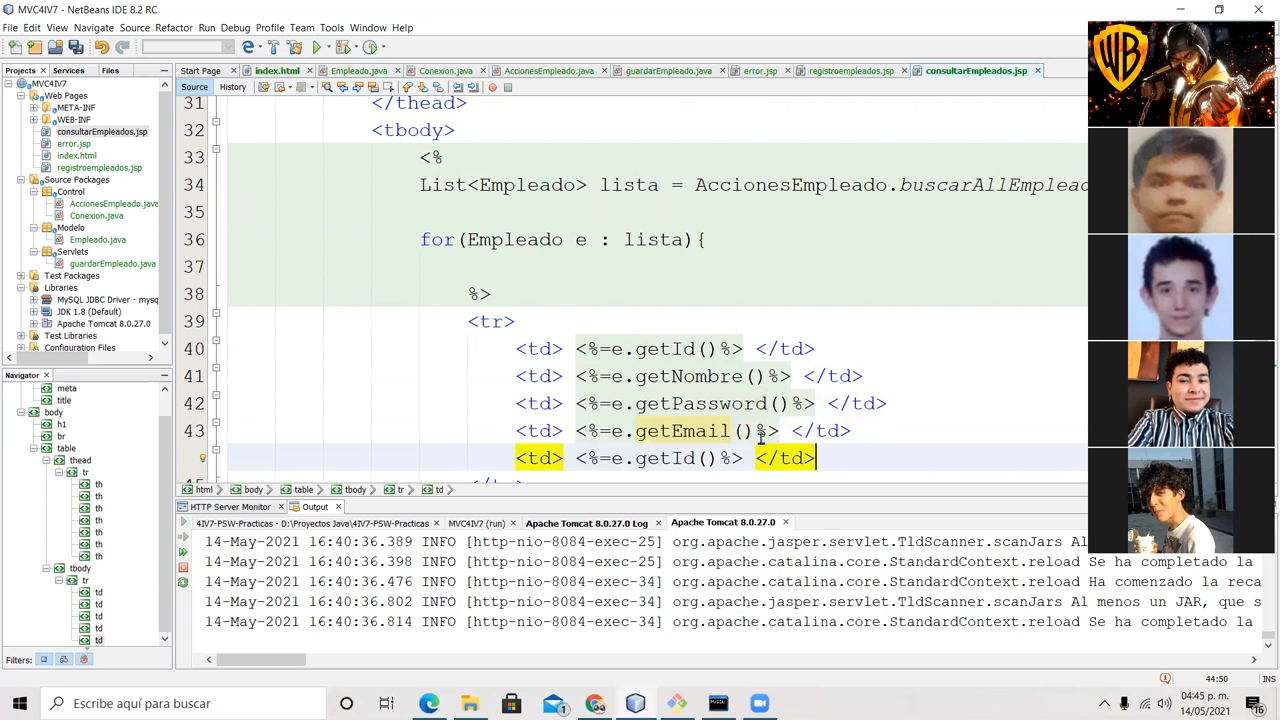 MVC4IV7 - NetBeans IDE 8.2 RC
File Edit View Navigate Source Refactor Run Debug Profile Team Tools Window Help
Projects Services Files
Start Page index.html Empleado.java Conexion.java AccionesEmpleado.java guardarEmpleado.java error.jsp registroempleados.jsp consultarEmpleados.jsp
Source History
MVC4IV7
Web Pages
META-INF
WEB-INF
consultarEmpleados.jsp
error.jsp
index.html
registroempleados.jsp
Source Packages
Control
AccionesEmpleado.java
Conexion.java
Modelo
Empleado.java
Servlets
guardarEmpleado.java
Test Packages
Libraries
MySQL JDBC Driver - mysq
JDK 1.8 (Default)
Apache Tomcat 8.0.27.0
Test Libraries
Configuration Files
31 </thead>
32 <tbody>
33 <%
34 List<Empleado> lista = AccionesEmpleado.buscarAllEmplead
35
36 for(Empleado e : lista){
37
38 %>
39 <tr>
40 <td> <%=e.getId()%> </td>
41 <td> <%=e.getNombre()%> </td>
42 <td> <%=e.getPassword()%> </td>
43 <td> <%=e.getEmail()%> </td>
<td> <%=e.getId()%> </td>
Navigator
meta
title
body
h1
br
table
thead
tr
th
th
th
th
th
th
th
tbody
tr
td
td
td
td
td
Filters:
html body table tbody tr td
HTTP Server Monitor Output
4IV7-PSW-Practicas - D:\Proyectos Java\4IV7-PSW-Practicas MVC4IV7 (run) Apache Tomcat 8.0.27.0 Log Apache Tomcat 8.0.27.0
14-May-2021 16:40:36.389 INFO [http-nio-8084-exec-25] org.apache.jasper.servlet.TldScanner.scanJars Al
14-May-2021 16:40:36.398 INFO [http-nio-8084-exec-25] org.apache.catalina.core.StandardContext.reload Se ha completado la
14-May-2021 16:40:36.476 INFO [http-nio-8084-exec-34] org.apache.catalina.core.StandardContext.reload Ha comenzado la reca
14-May-2021 16:40:36.802 INFO [http-nio-8084-exec-34] org.apache.jasper.servlet.TldScanner.scanJars Al menos un JAR, que s
14-May-2021 16:40:36.814 INFO [http-nio-8084-exec-34] org.apache.catalina.core.StandardContext.reload Se ha completado la
44:50 INS
Escribe aquí para buscar
04:45 p. m.
14/05/2021
16
WB